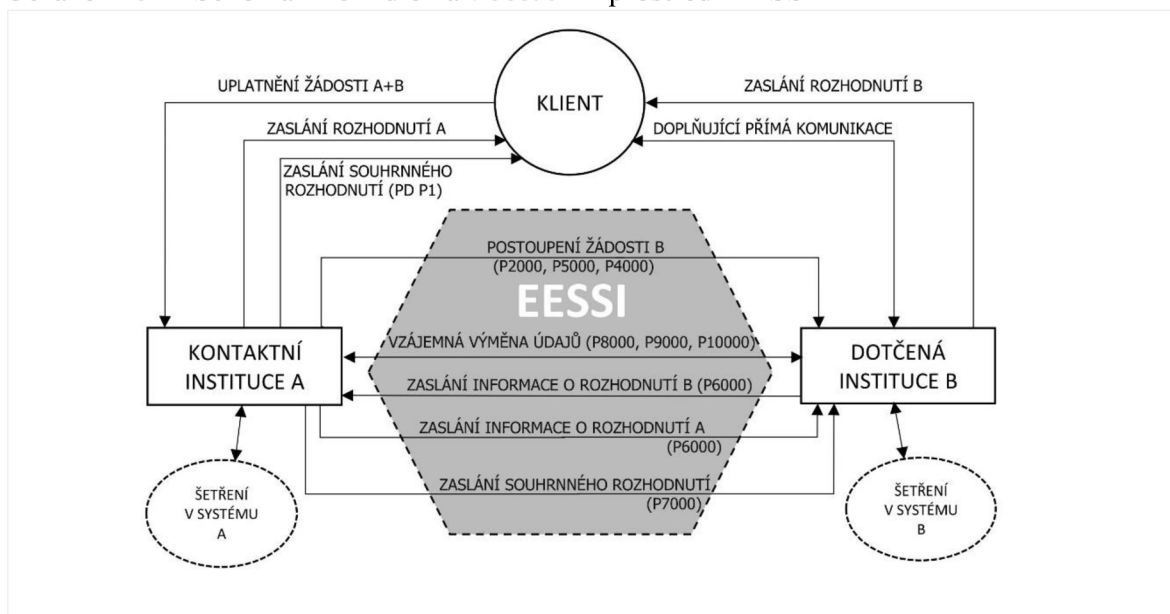 UPLATNĚNÍ ŽÁDOSTI A+B
KLIENT
ZASLÁNÍ ROZHODNUTÍ B
ZASLÁNÍ ROZHODNUTÍ A
DOPLŇUJÍCÍ PŘÍMÁ KOMUNIKACE
ZASLÁNÍ SOUHRNNÉHO
ROZHODNUTÍ (PD P1)
POSTOUPENÍ ŽÁDOSTI B
(P2000, P5000, P4000)
EESSI
KONTAKTNÍ
INSTITUCE A
VZÁJEMNÁ VÝMĚNA ÚDAJŮ (P8000, P9000, P10000)
DOTČENÁ
INSTITUCE B
ZASLÁNÍ INFORMACE O ROZHODNUTÍ B (P6000)
ZASLÁNÍ INFORMACE O ROZHODNUTÍ A
(P6000)
ZASLÁNÍ SOUHRNNÉHO ROZHODNUTÍ
(P7000)
ŠETŘENÍ
V SYSTÉMU
A
ŠETŘENÍ
V SYSTÉMU
B